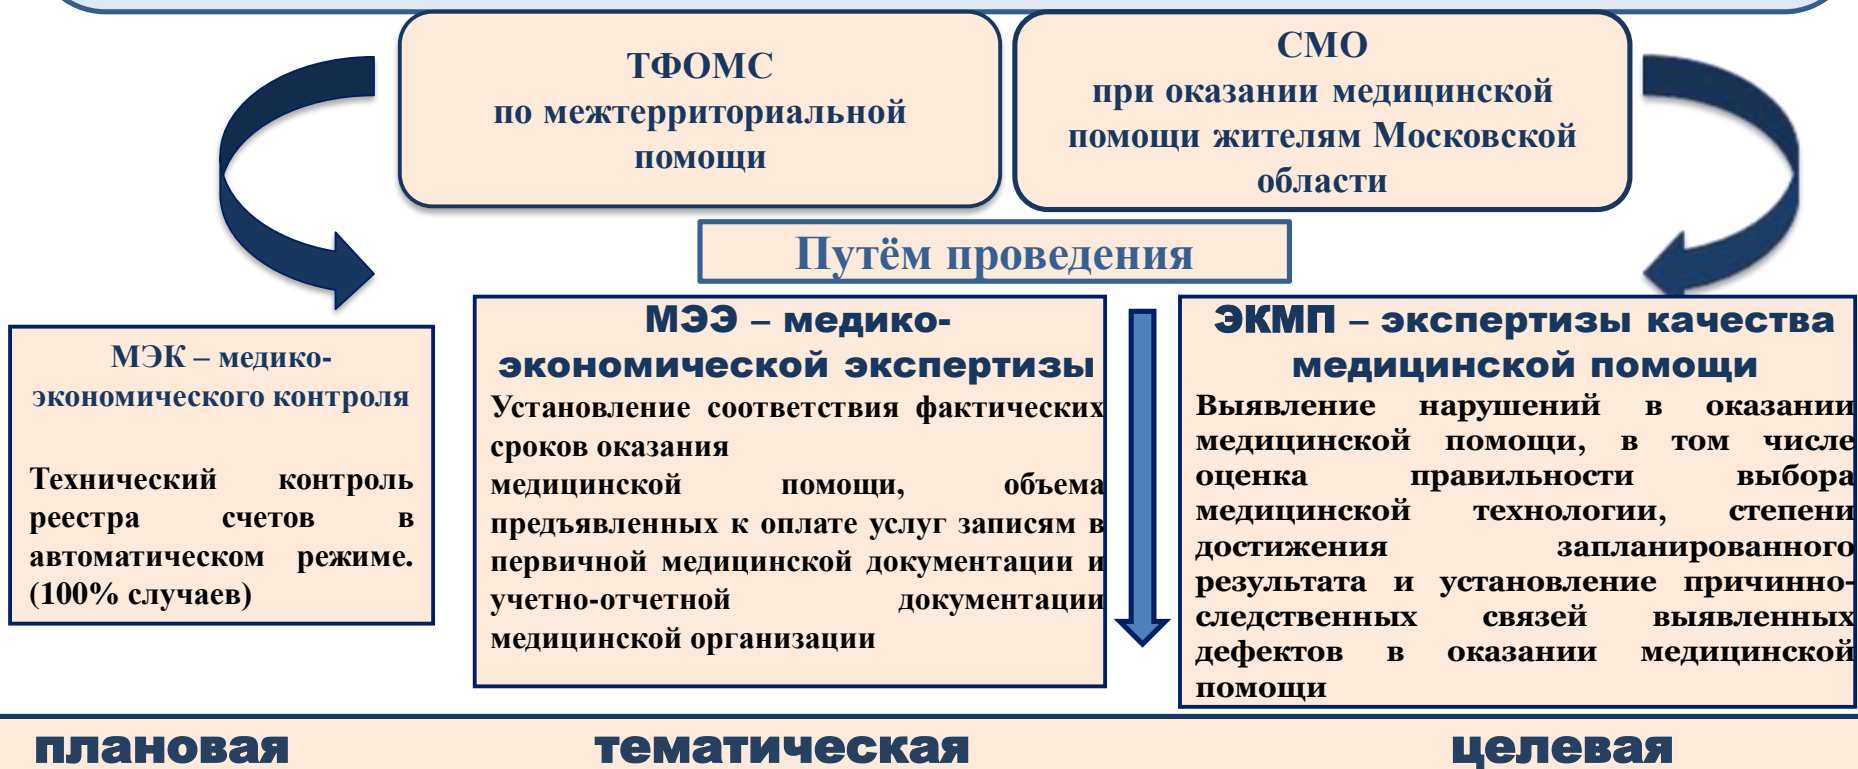 ТФОМС
по межтерриториальной
помощи
СМО
при оказании медицинской
помощи жителям Московской
области
Путём проведения
МЭК – медико-
экономического контроля
Технический контроль
реестра счетов в
автоматическом режиме.
(100% случаев)
МЭЭ – медико-
экономической экспертизы
Установление соответствия фактических
сроков оказания
медицинской помощи, объема
предъявленных к оплате услуг записям в
первичной медицинской документации и
учетно-отчетной документации
медицинской организации
ЭКМП – экспертизы качества
медицинской помощи
Выявление нарушений в оказании
медицинской помощи, в том числе
оценка правильности выбора
медицинской технологии, степени
достижения запланированного
результата и установление причинно-
следственных связей выявленных
дефектов в оказании медицинской
помощи
плановая тематическая целевая